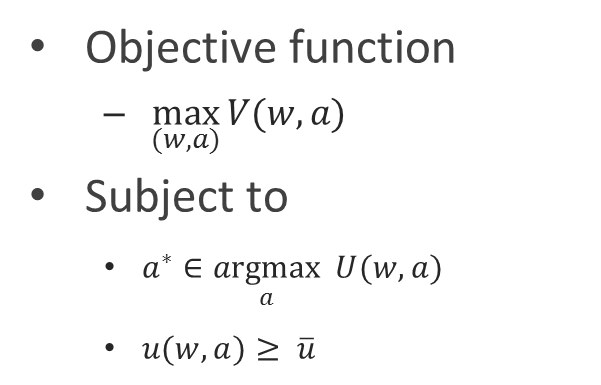 • Objective function
– max V(w, a)
(w,a)
• Subject to
• a* ∈ argmax U(w, a)
a
• u(w, a) ≥ ū